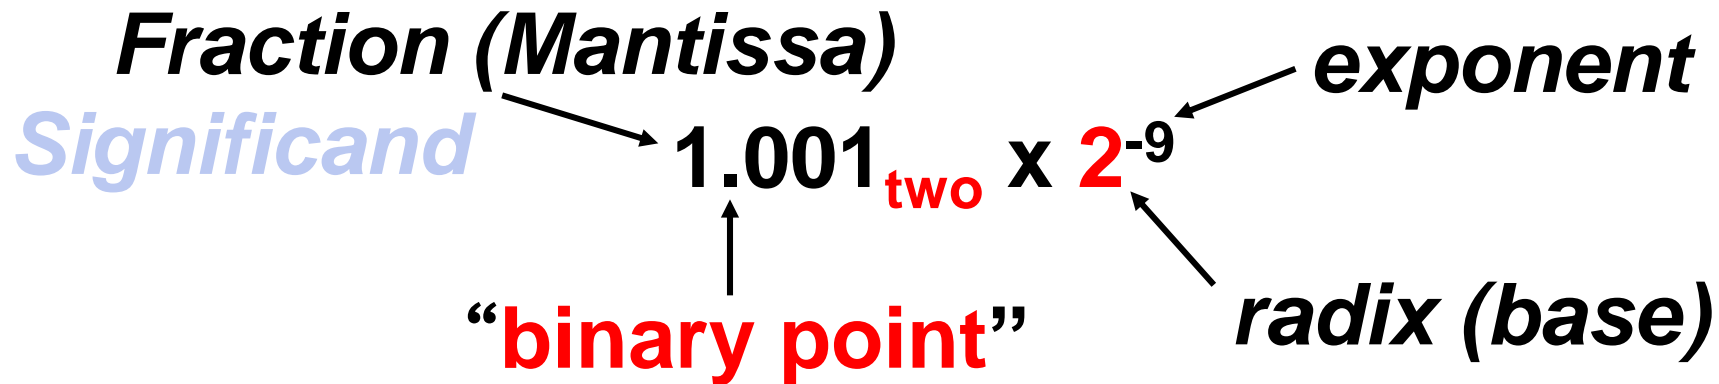 Fraction (Mantissa)
exponent
Significand
1.001two x 2-9
“binary point”
radix (base)